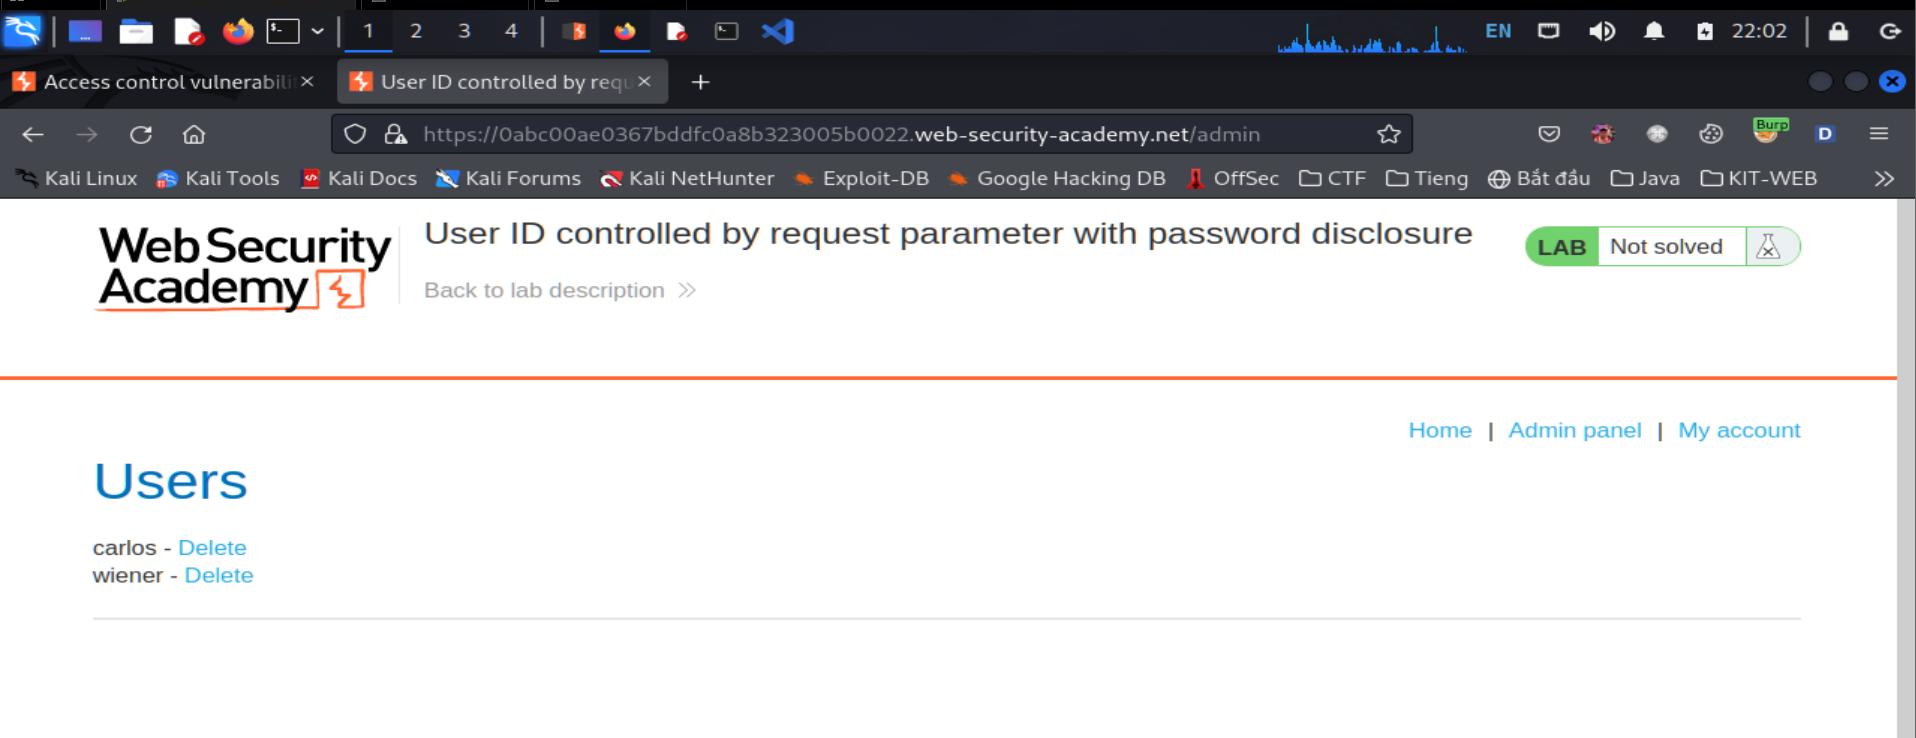 1 2 3 4 EN 22:02
Access control vulnerabili User ID controlled by requ
https://0abc00ae0367bddfc0a8b323005b0022.web-security-academy.net/admin Burp D
Kali Linux Kali Tools Kali Docs Kali Forums Kali NetHunter Exploit-DB Google Hacking DB OffSec CTF Tieng Bắt đầu Java KIT-WEB
WebSecurity
Academy
User ID controlled by request parameter with password disclosure
Back to lab description
LAB Not solved
Home | Admin panel | My account
Users
carlos - Delete
wiener - Delete